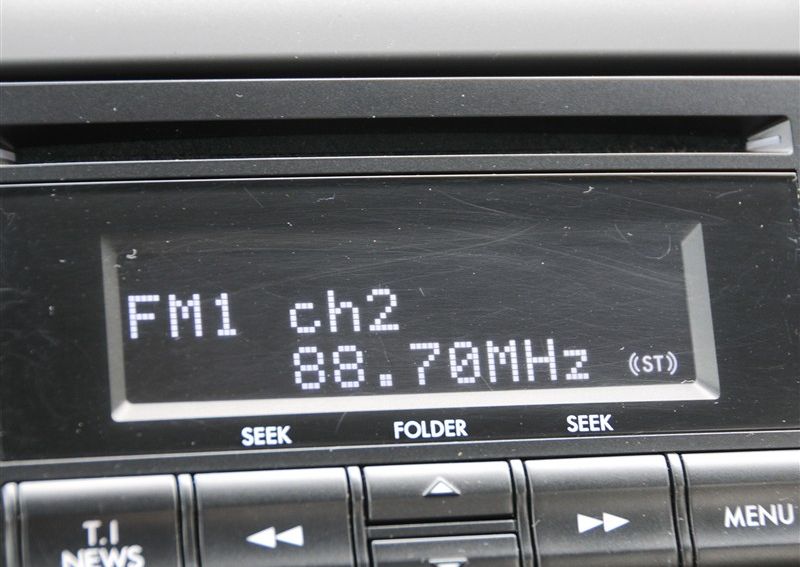 FM1 ch2
88.70MHz ((ST))
SEEK FOLDER SEEK
T.I
NEWS
MENU